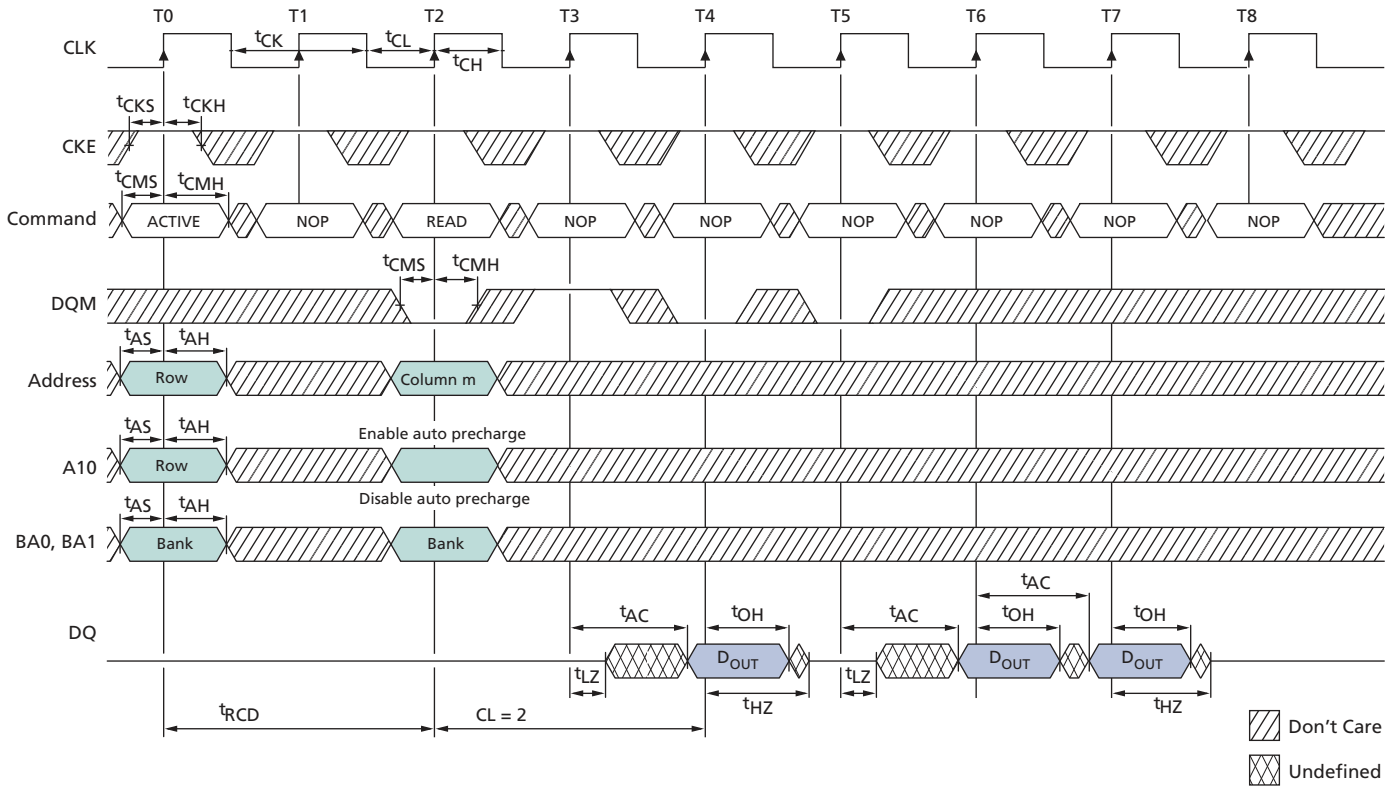 T0 T1 T2 T3 T4 T5 T6 T7 T8
CLK
tCK tCL
tCH
tCKS tCKH
CKE
tCMS tCMH
Command ACTIVE NOP READ NOP NOP NOP NOP NOP NOP
tCMS tCMH
DQM
tAS tAH
Address Row Column m
tAS tAH Enable auto precharge
A10 Row
tAS tAH Disable auto precharge
BA0, BA1 Bank Bank
tAC
tAC tOH tAC tOH tOH
DQ
DOUT DOUT DOUT
tLZ tLZ
tHZ tHZ
tRCD CL = 2
Don't Care
Undefined